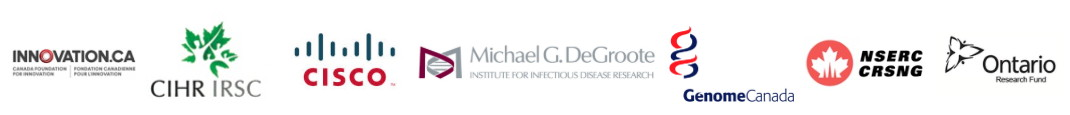 INNOVATION.CA
CANADA FOUNDATION FOR INNOVATION
FONDATION CANADIENNE POUR L'INNOVATION
CIHR IRSC
CISCO
Michael G. DeGroote
INSTITUTE FOR INFECTIOUS DISEASE RESEARCH
GenomeCanada
NSERC
CRSNG
Ontario
Research Fund